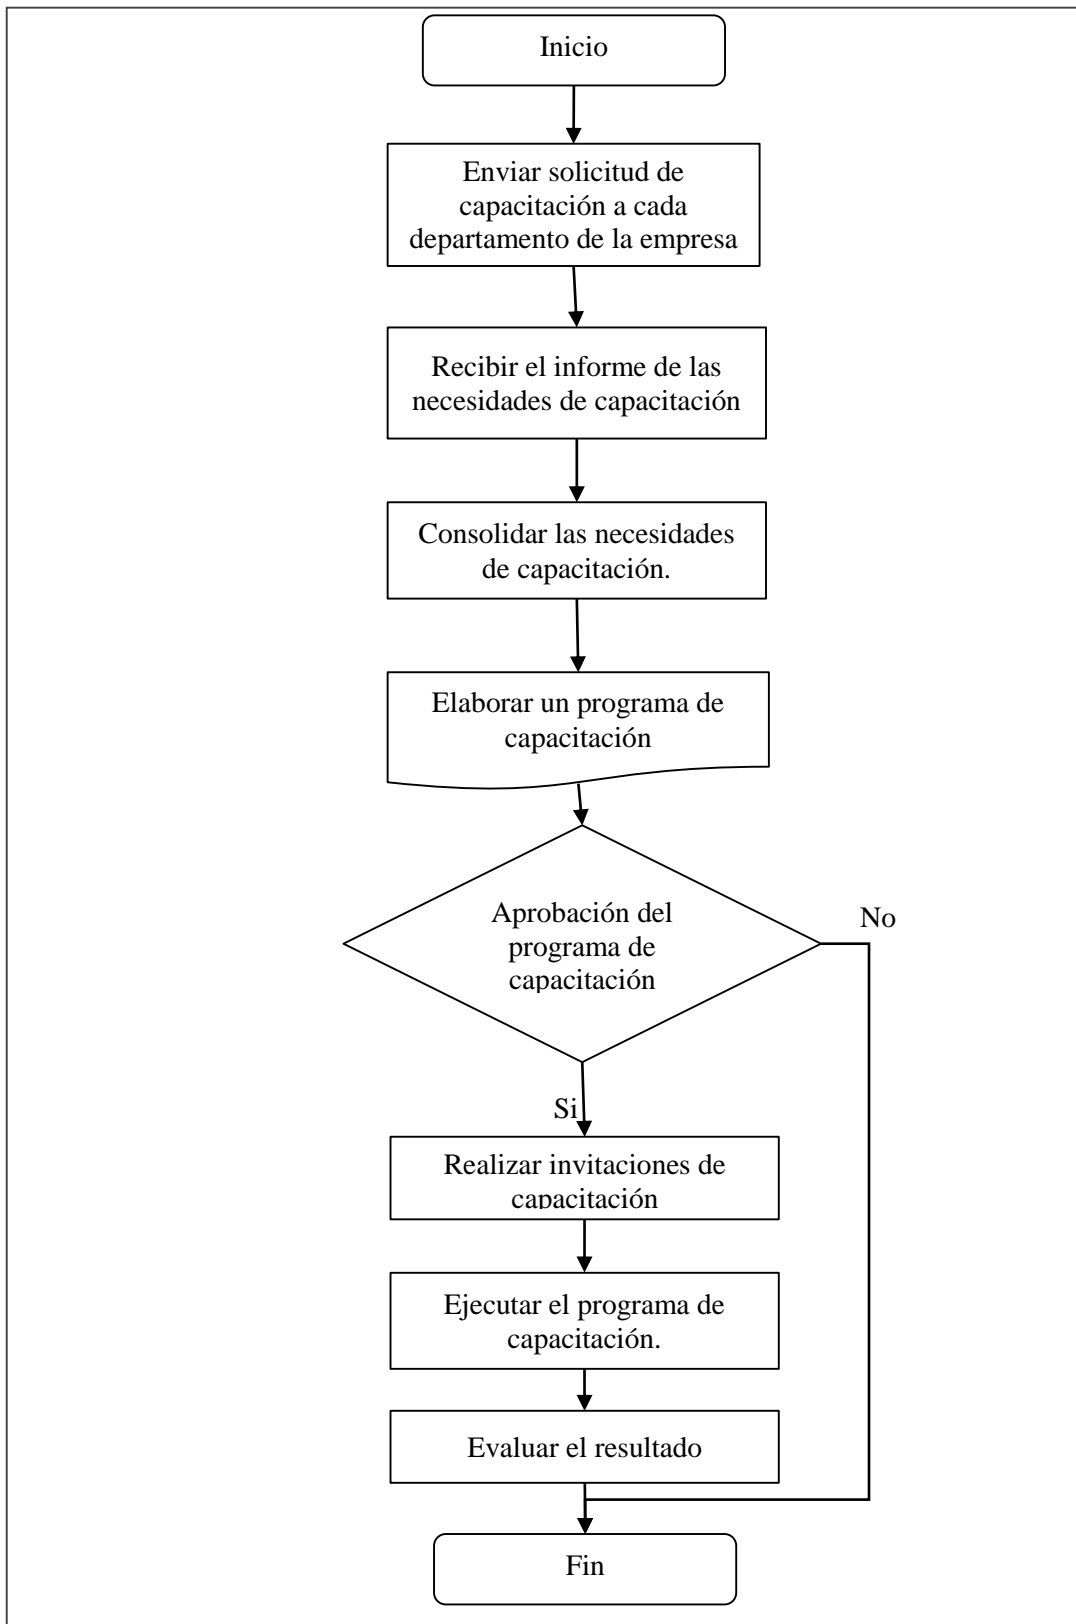 Inicio
Enviar solicitud de
capacitación a cada
departamento de la empresa
Recibir el informe de las
necesidades de capacitación
Consolidar las necesidades
de capacitación.
Elaborar un programa de
capacitación
Aprobación del
programa de
capacitación
No
Si
Realizar invitaciones de
capacitación
Ejecutar el programa de
capacitación.
Evaluar el resultado
Fin